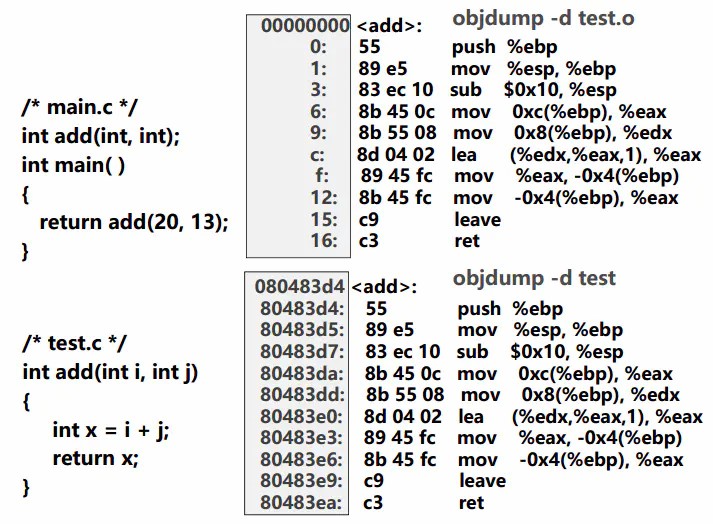 /* main.c */
int add(int, int);
int main( )
{
return add(20, 13);
}
/* test.c */
int add(int i, int j)
{
int x = i + j;
return x;
}
objdump -d test.o
00000000 <add>:
0: 55 push %ebp
1: 89 e5 mov %esp, %ebp
3: 83 ec 10 sub $0x10, %esp
6: 8b 45 0c mov 0xc(%ebp), %eax
9: 8b 55 08 mov 0x8(%ebp), %edx
c: 8d 04 02 lea (%edx,%eax,1), %eax
f: 89 45 fc mov %eax, -0x4(%ebp)
12: 8b 45 fc mov -0x4(%ebp), %eax
15: c9 leave
16: c3 ret
objdump -d test
080483d4 <add>:
80483d4: 55 push %ebp
80483d5: 89 e5 mov %esp, %ebp
80483d7: 83 ec 10 sub $0x10, %esp
80483da: 8b 45 0c mov 0xc(%ebp), %eax
80483dd: 8b 55 08 mov 0x8(%ebp), %edx
80483e0: 8d 04 02 lea (%edx,%eax,1), %eax
80483e3: 89 45 fc mov %eax, -0x4(%ebp)
80483e6: 8b 45 fc mov -0x4(%ebp), %eax
80483e9: c9 leave
80483ea: c3 ret